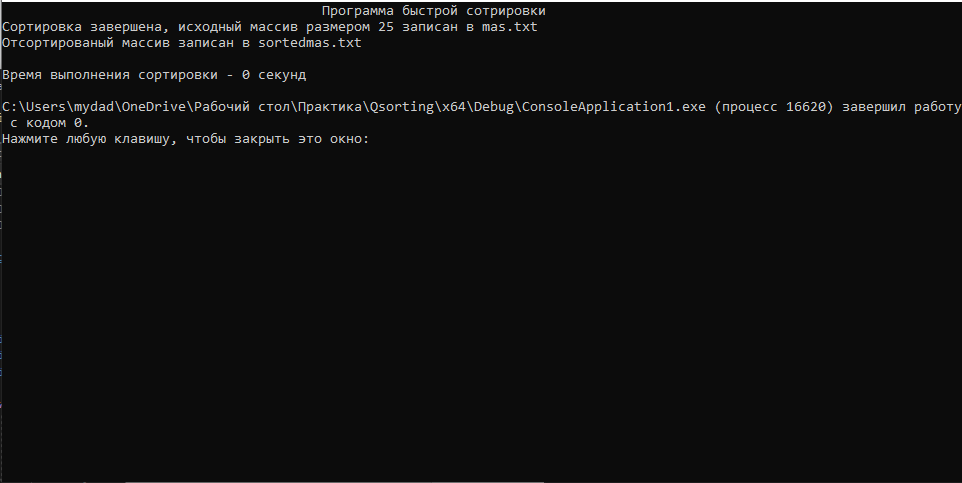 Программа быстрой сотрировки
Сортировка завершена, исходный массив размером 25 записан в mas.txt
Отсортированый массив записан в sortedmas.txt
Время выполнения сортировки - 0 секунд
C:\Users\mydad\OneDrive\Рабочий стол\Практика\Qsorting\x64\Debug\ConsoleApplication1.exe (процесс 16620) завершил работу
с кодом 0.
Нажмите любую клавишу, чтобы закрыть это окно: